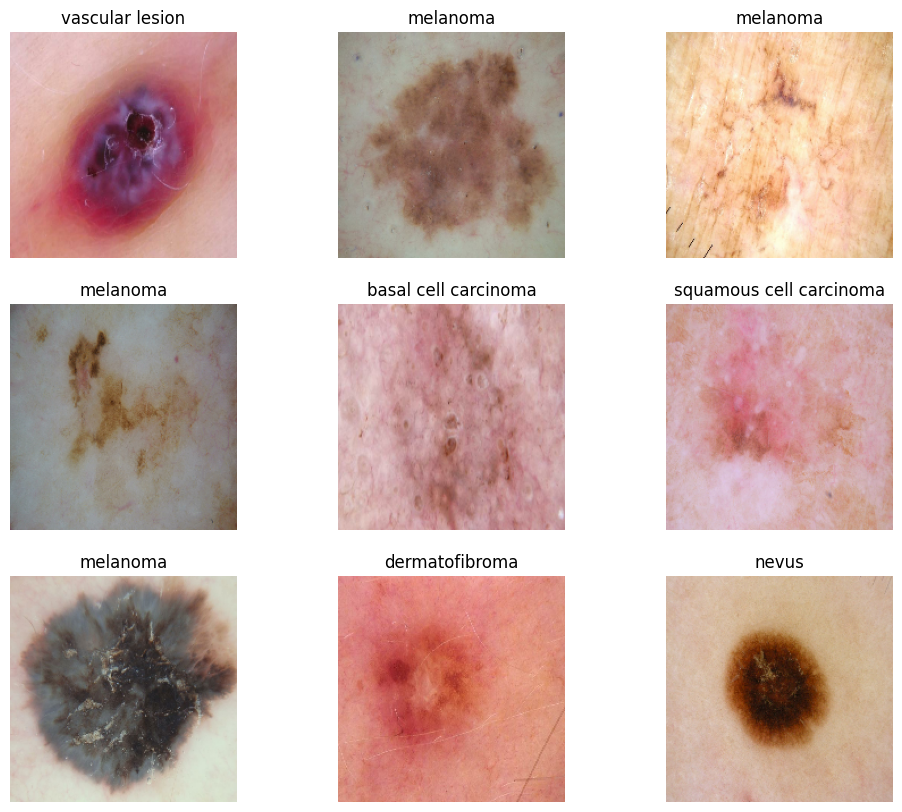 vascular lesion
melanoma
melanoma
melanoma
basal cell carcinoma
squamous cell carcinoma
melanoma
dermatofibroma
nevus